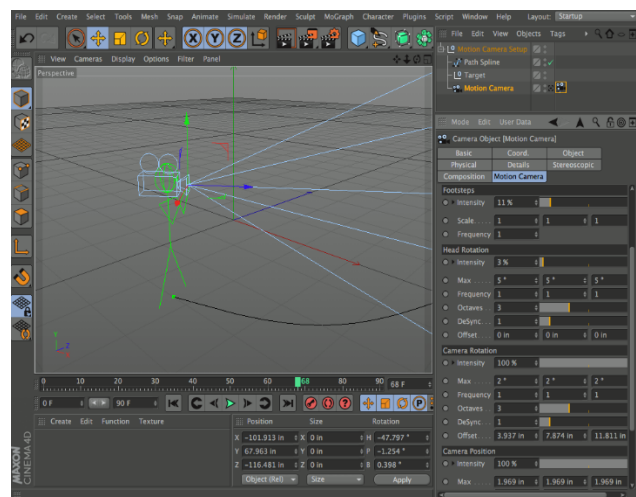 File Edit Create Select Tools Mesh Snap Animate Simulate Render Sculpt MoGraph Character Plugins Script Window Help Layout: Startup
File Edit View Objects Tags
Motion Camera Setup
Path Spline
Target
Motion Camera
View Cameras Display Options Filter Panel
Perspective
Y
Z
Mode Edit User Data
Camera Object [Motion Camera]
Basic Coord. Object
Physical Details Stereoscopic
Composition Motion Camera
Footsteps
Intensity 11 %
Scale..... 1 1 1
Frequency 1
Head Rotation
Intensity 3 %
Max..... 5 ° 5 ° 5 °
Frequency 1 1 1
Octaves 3
DeSync... 1
Offset... 0 in 0 in 0 in
Camera Rotation
Intensity 100 %
Max..... 2 ° 2 ° 2 °
Frequency 1 1 1
Octaves 3
DeSync... 1
Offset... 3.937 in 7.874 in 11.811 in
Camera Position
Intensity 100 %
Max..... 1.969 in 1.969 in 1.969 in
0 10 20 30 40 50 60 68 80 90 68 F
0 F 90 F
Create Edit Function Texture
Position Size Rotation
X -101.913 in X 0 in H -47.797 °
Y 67.963 in Y 0 in P -1.254 °
Z -116.481 in Z 0 in B 0.398 °
Object (Rel) Size Apply
MAXON
CINEMA 4D